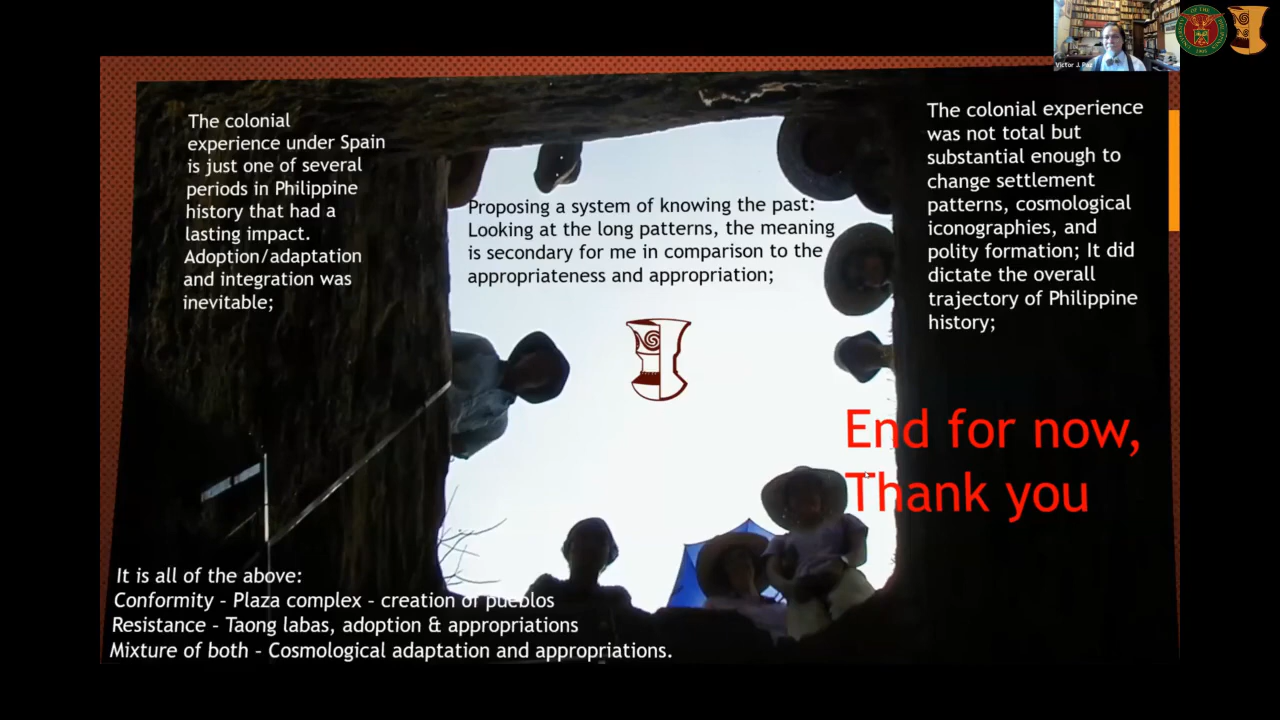 Victor J. Paz
The colonial
experience under Spain
is just one of several
periods in Philippine
history that had a
lasting impact.
Adoption/adaptation
and integration was
inevitable;
Proposing a system of knowing the past:
Looking at the long patterns, the meaning
is secondary for me in comparison to the
appropriateness and appropriation;
The colonial experience
was not total but
substantial enough to
change settlement
patterns, cosmological
iconographies, and
polity formation; It did
dictate the overall
trajectory of Philippine
history;
End for now,
Thank you
It is all of the above:
Conformity – Plaza complex – creation of pueblos
Resistance – Taong labas, adoption & appropriations
Mixture of both – Cosmological adaptation and appropriations.